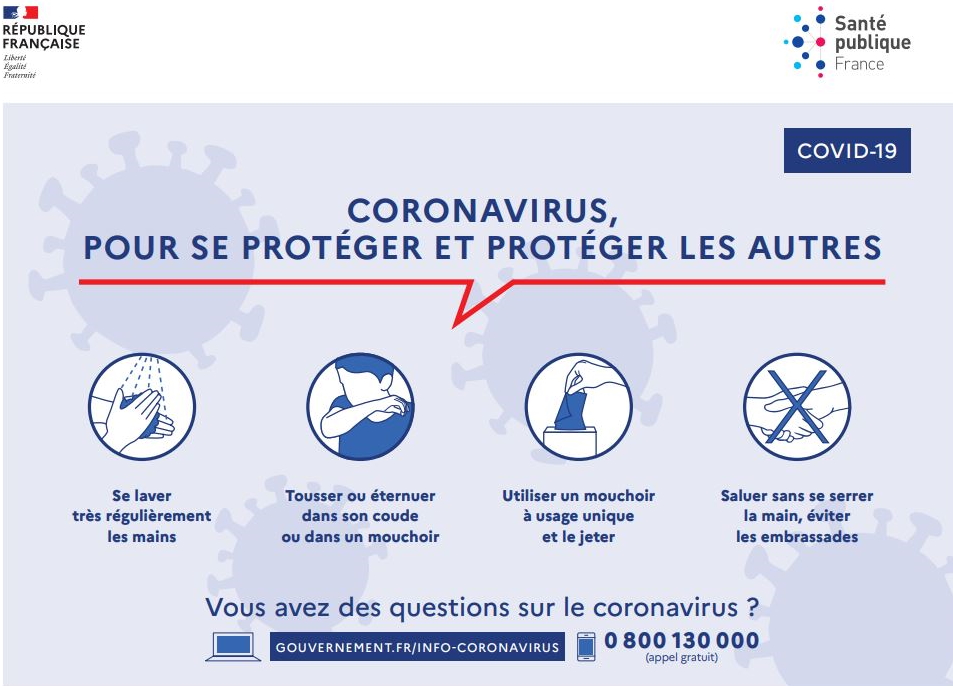 RÉPUBLIQUE
FRANÇAISE
Liberté
Égalité
Fraternité
Santé
publique
France
COVID-19
CORONAVIRUS,
POUR SE PROTÉGER ET PROTÉGER LES AUTRES
Se laver
très régulièrement
les mains
Tousser ou éternuer
dans son coude
ou dans un mouchoir
Utiliser un mouchoir
à usage unique
et le jeter
Saluer sans se serrer
la main, éviter
les embrassades
Vous avez des questions sur le coronavirus ?
GOUVERNEMENT.FR/INFO-CORONAVIRUS
0 800 130 000
(appel gratuit)